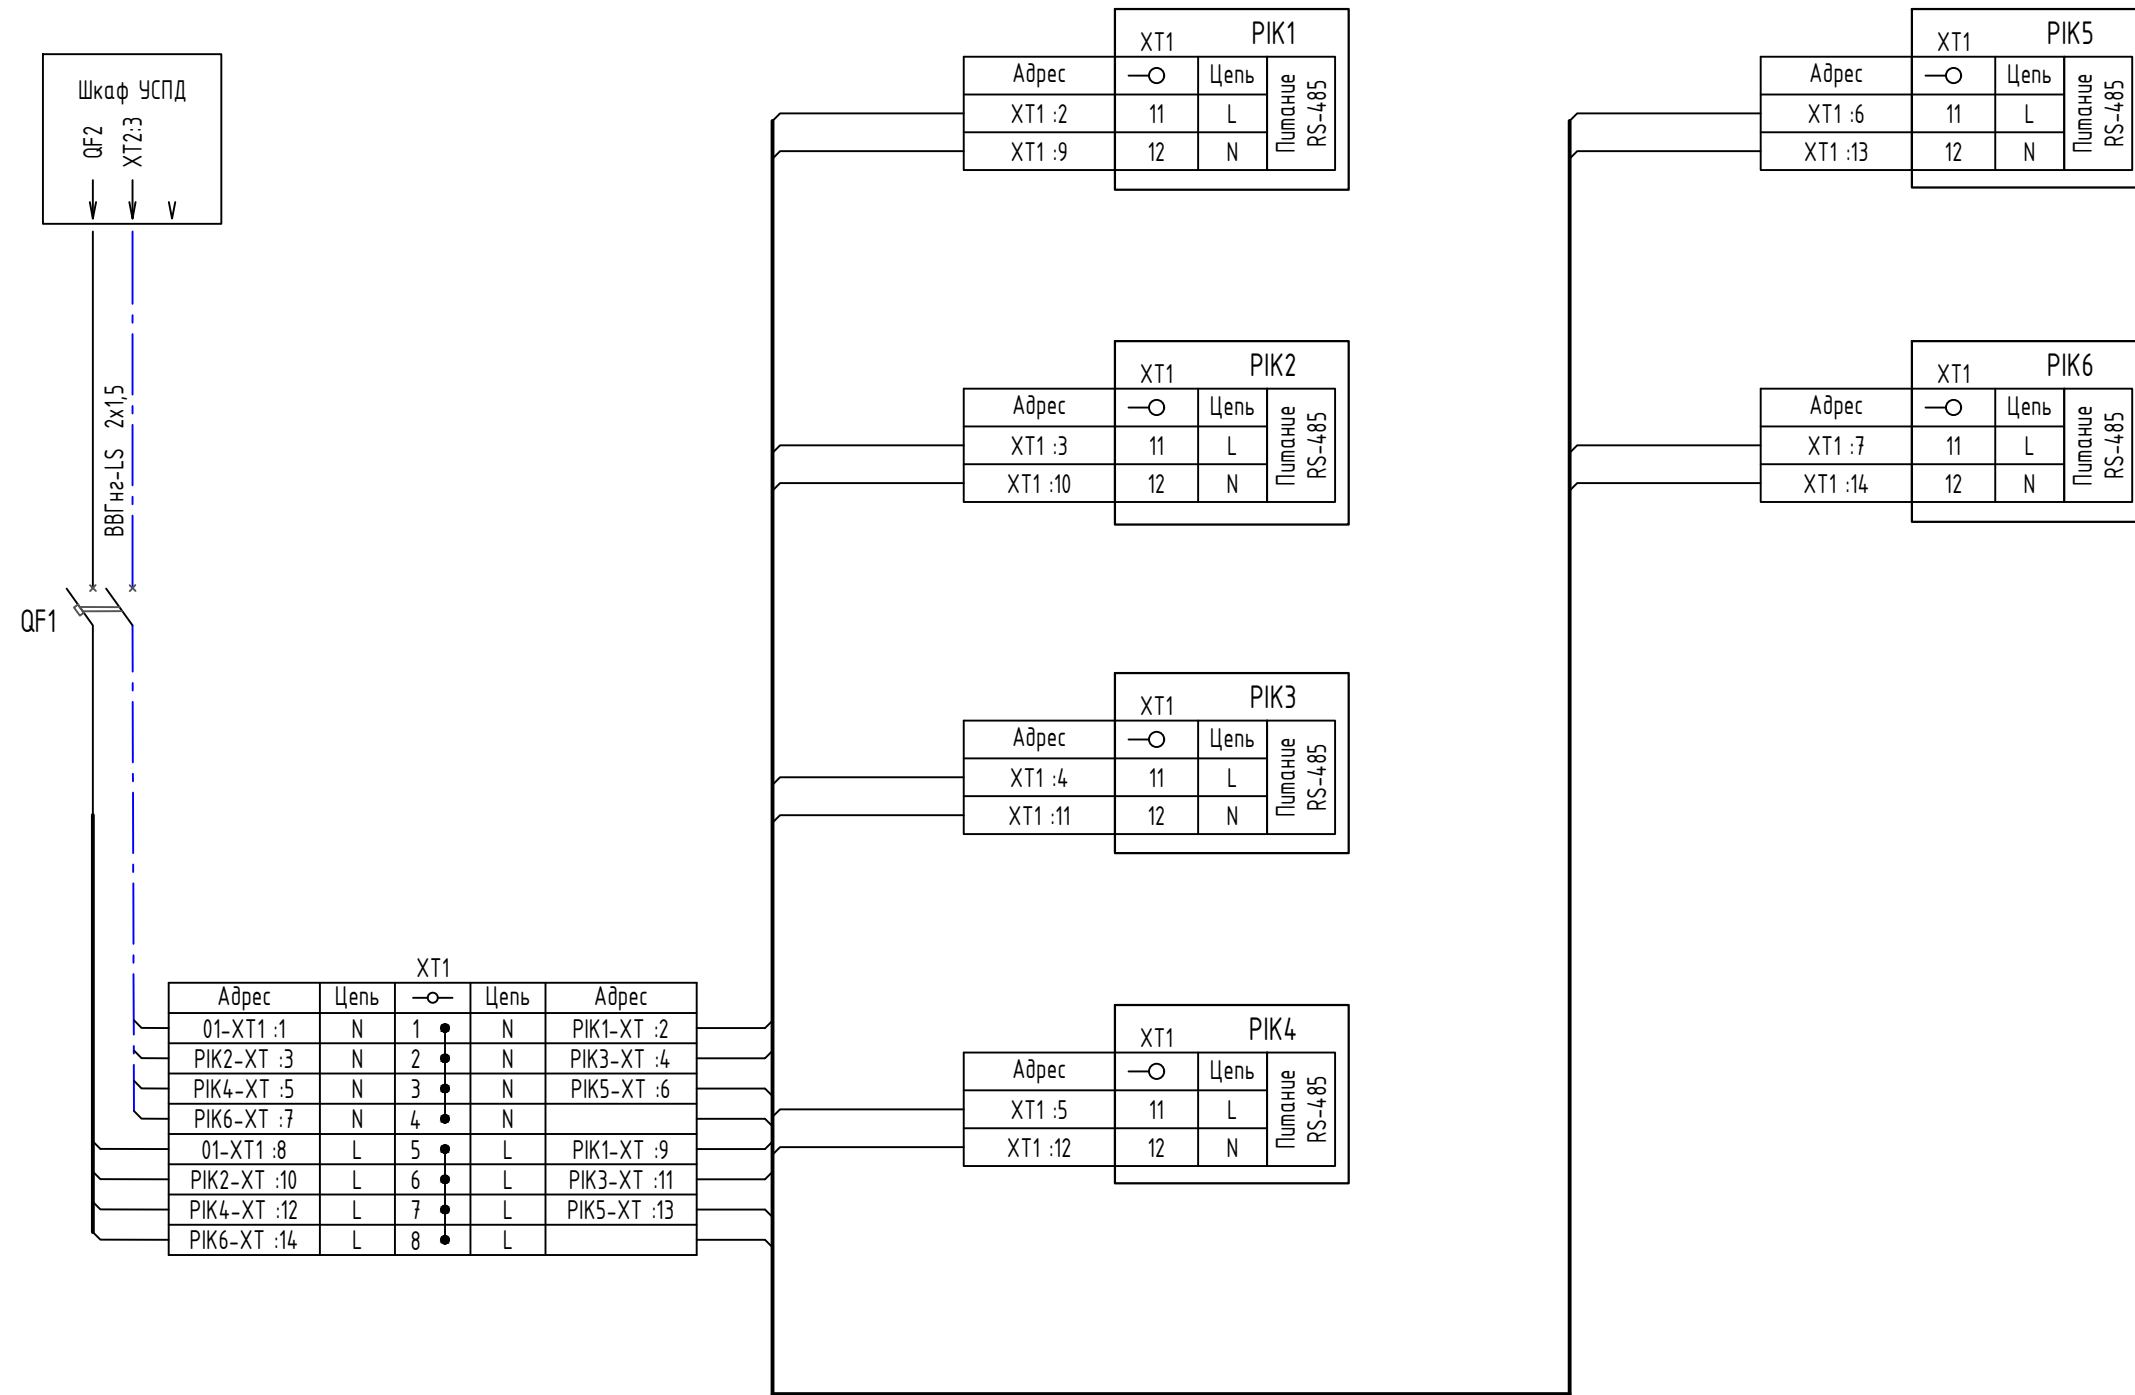 Шкаф УСПД
QF2
XT2:3
ВВГнг-LS 2x1,5
QF1
XT1
Адрес Цепь Цепь Адрес
01-XT1 :1 N 1 N PIK1-XT :2
PIK2-XT :3 N 2 N PIK3-XT :4
PIK4-XT :5 N 3 N PIK5-XT :6
PIK6-XT :7 N 4 N
01-XT1 :8 L 5 L PIK1-XT :9
PIK2-XT :10 L 6 L PIK3-XT :11
PIK4-XT :12 L 7 L PIK5-XT :13
PIK6-XT :14 L 8 L
XT1 PIK1
Адрес Цепь
XT1 :2 11 L
XT1 :9 12 N
Питание
RS-485
XT1 PIK2
Адрес Цепь
XT1 :3 11 L
XT1 :10 12 N
Питание
RS-485
XT1 PIK3
Адрес Цепь
XT1 :4 11 L
XT1 :11 12 N
Питание
RS-485
XT1 PIK4
Адрес Цепь
XT1 :5 11 L
XT1 :12 12 N
Питание
RS-485
XT1 PIK5
Адрес Цепь
XT1 :6 11 L
XT1 :13 12 N
Питание
RS-485
XT1 PIK6
Адрес Цепь
XT1 :7 11 L
XT1 :14 12 N
Питание
RS-485